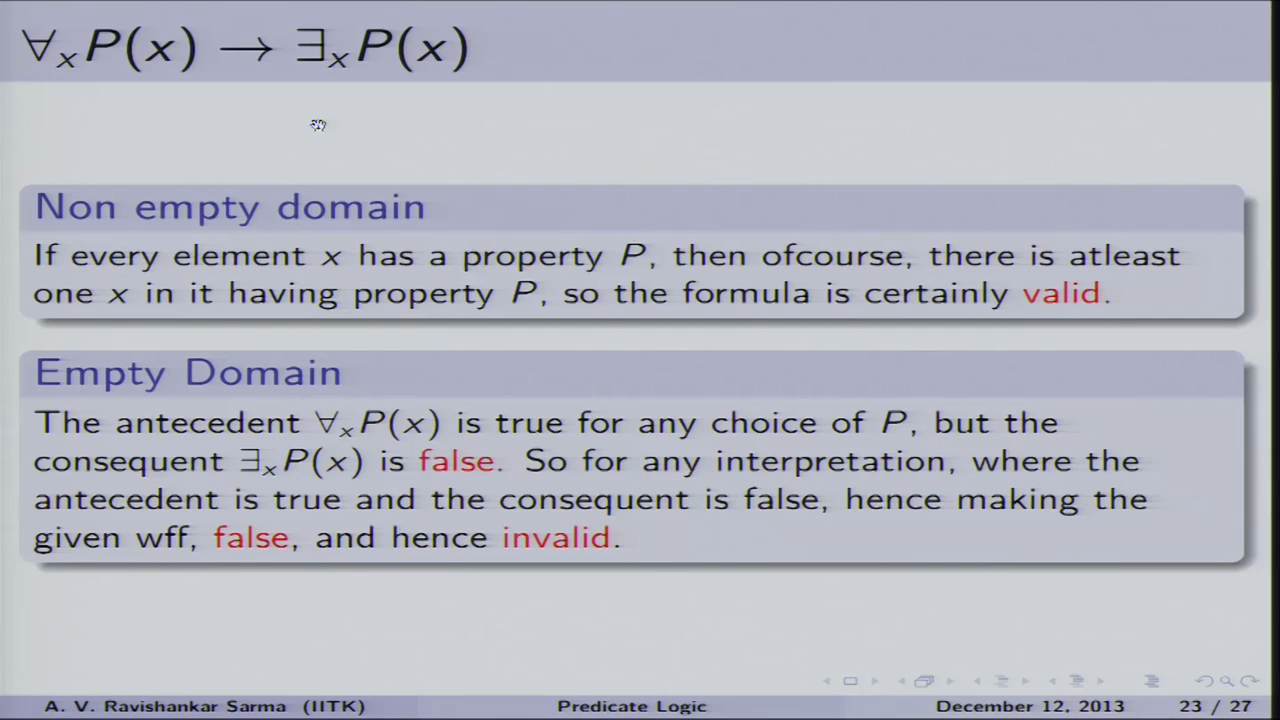 ∀ₓP(x) → ∃ₓP(x)
Non empty domain
If every element x has a property P, then ofcourse, there is atleast
one x in it having property P, so the formula is certainly valid.
Empty Domain
The antecedent ∀ₓP(x) is true for any choice of P, but the
consequent ∃ₓP(x) is false. So for any interpretation, where the
antecedent is true and the consequent is false, hence making the
given wff, false, and hence invalid.
A. V. Ravishankar Sarma (IITK) Predicate Logic December 12, 2013 23 / 27